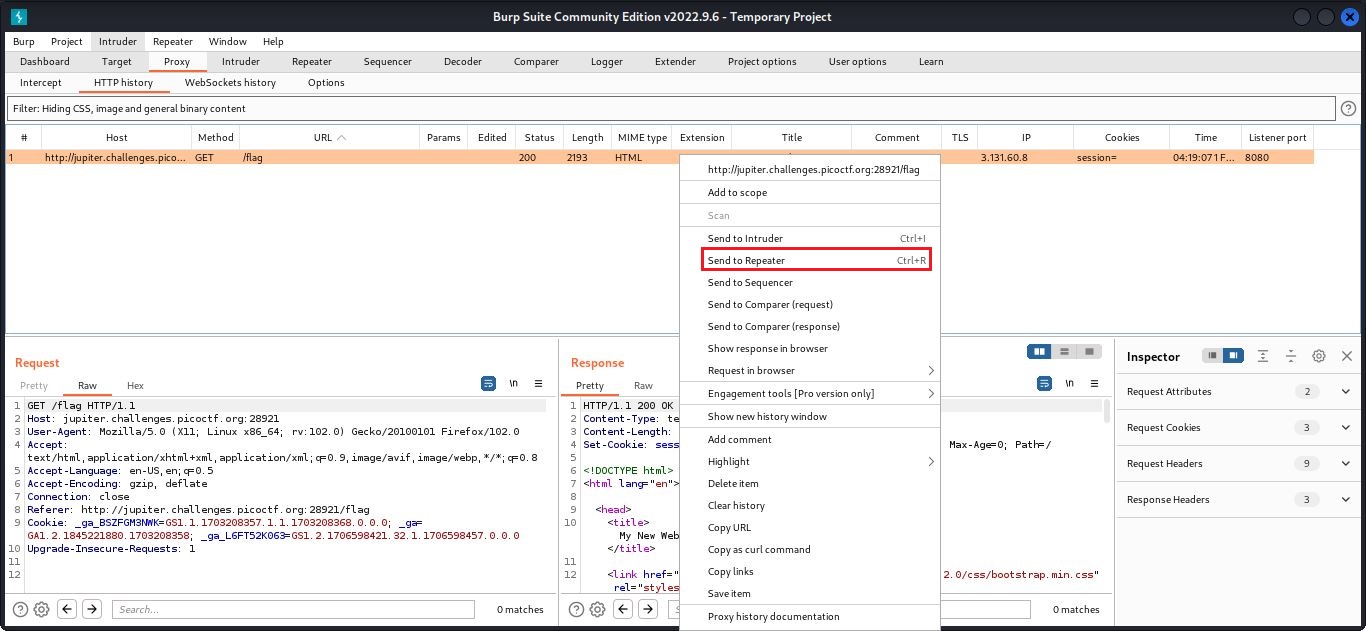 Burp Suite Community Edition v2022.9.6 - Temporary Project
Burp Project Intruder Repeater Window Help
Dashboard Target Proxy Intruder Repeater Sequencer Decoder Comparer Logger Extender Project options User options Learn
Intercept HTTP history WebSockets history Options
Filter: Hiding CSS, image and general binary content
# Host Method URL Params Edited Status Length MIME type Extension Title Comment TLS IP Cookies Time Listener port
1 http://jupiter.challenges.pico... GET /flag 200 2193 HTML 3.131.60.8 session= 04:19:071 F... 8080
http://jupiter.challenges.picoctf.org:28921/flag
Add to scope
Scan
Send to Intruder Ctrl+I
Send to Repeater Ctrl+R
Send to Sequencer
Send to Comparer (request)
Send to Comparer (response)
Show response in browser
Request in browser
Engagement tools [Pro version only]
Show new history window
Add comment
Highlight
Delete item
Clear history
Copy URL
Copy as curl command
Copy links
Save item
Proxy history documentation
Request
Pretty Raw Hex
\n
1 GET /flag HTTP/1.1
2 Host: jupiter.challenges.picoctf.org:28921
3 User-Agent: Mozilla/5.0 (X11; Linux x86_64; rv:102.0) Gecko/20100101 Firefox/102.0
4 Accept:
text/html,application/xhtml+xml,application/xml;q=0.9,image/avif,image/webp,*/*;q=0.8
5 Accept-Language: en-US,en;q=0.5
6 Accept-Encoding: gzip, deflate
7 Connection: close
8 Referer: http://jupiter.challenges.picoctf.org:28921/flag
9 Cookie: _ga_BSZFGM3NWK=GS1.1.1703208357.1.1.1703208368.0.0.0; _ga=
GA1.2.1845221880.1703208358; _ga_L6FT52K063=GS1.2.1706598421.32.1.1706598457.0.0.0
10 Upgrade-Insecure-Requests: 1
11
12
Search... 0 matches
Response
Pretty Raw
\n
1 HTTP/1.1 200 OK
2 Content-Type: te
3 Content-Length:
4 Set-Cookie: sess Max-Age=0; Path=/
5
6 <!DOCTYPE html>
7 <html lang="en">
8
9 <head>
10 <title>
My New Web
</title>
11
12 <link href=" 2.0/css/bootstrap.min.css"
rel="styles
0 matches
Inspector
Request Attributes 2
Request Cookies 3
Request Headers 9
Response Headers 3